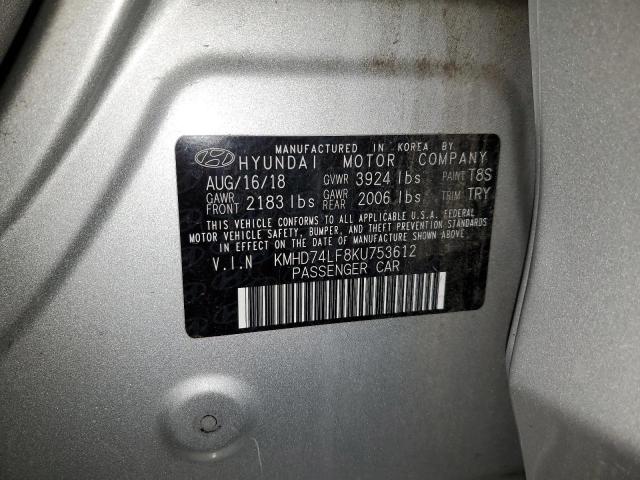 MANUFACTURED IN KOREA BY
HYUNDAI MOTOR COMPANY
AUG/16/18 GVWR 3924 lbs PAINT T8S
GAWR FRONT 2183 lbs GAWR REAR 2006 lbs TRIM TRY
THIS VEHICLE CONFORMS TO ALL APPLICABLE U.S.A. FEDERAL
MOTOR VEHICLE SAFETY, BUMPER, AND THEFT PREVENTION STANDARDS
IN EFFECT ON THE DATE OF MANUFACTURE SHOWN ABOVE.
V.I.N KMHD74LF8KU753612
PASSENGER CAR